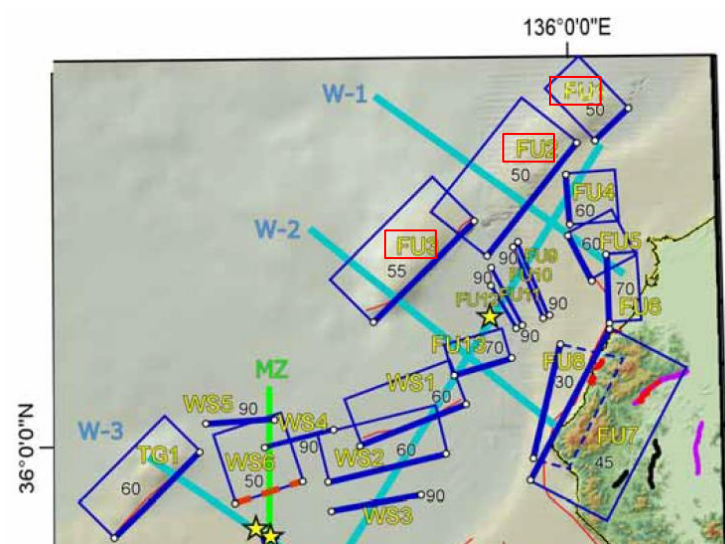 136°0'0"E
W-1
FU1
50
FU2
50
FU4
60
W-2
FU3
55
60
FU5
90
FU9
FU10
90
70
FU12
FU11
90
FU6
90
FU13
70
FU8
30
MZ
WS1
60
WS5
90
WS4
90
FU7
45
W-3
36°0'0"N
TG1
60
WS6
50
WS2
60
90
WS3